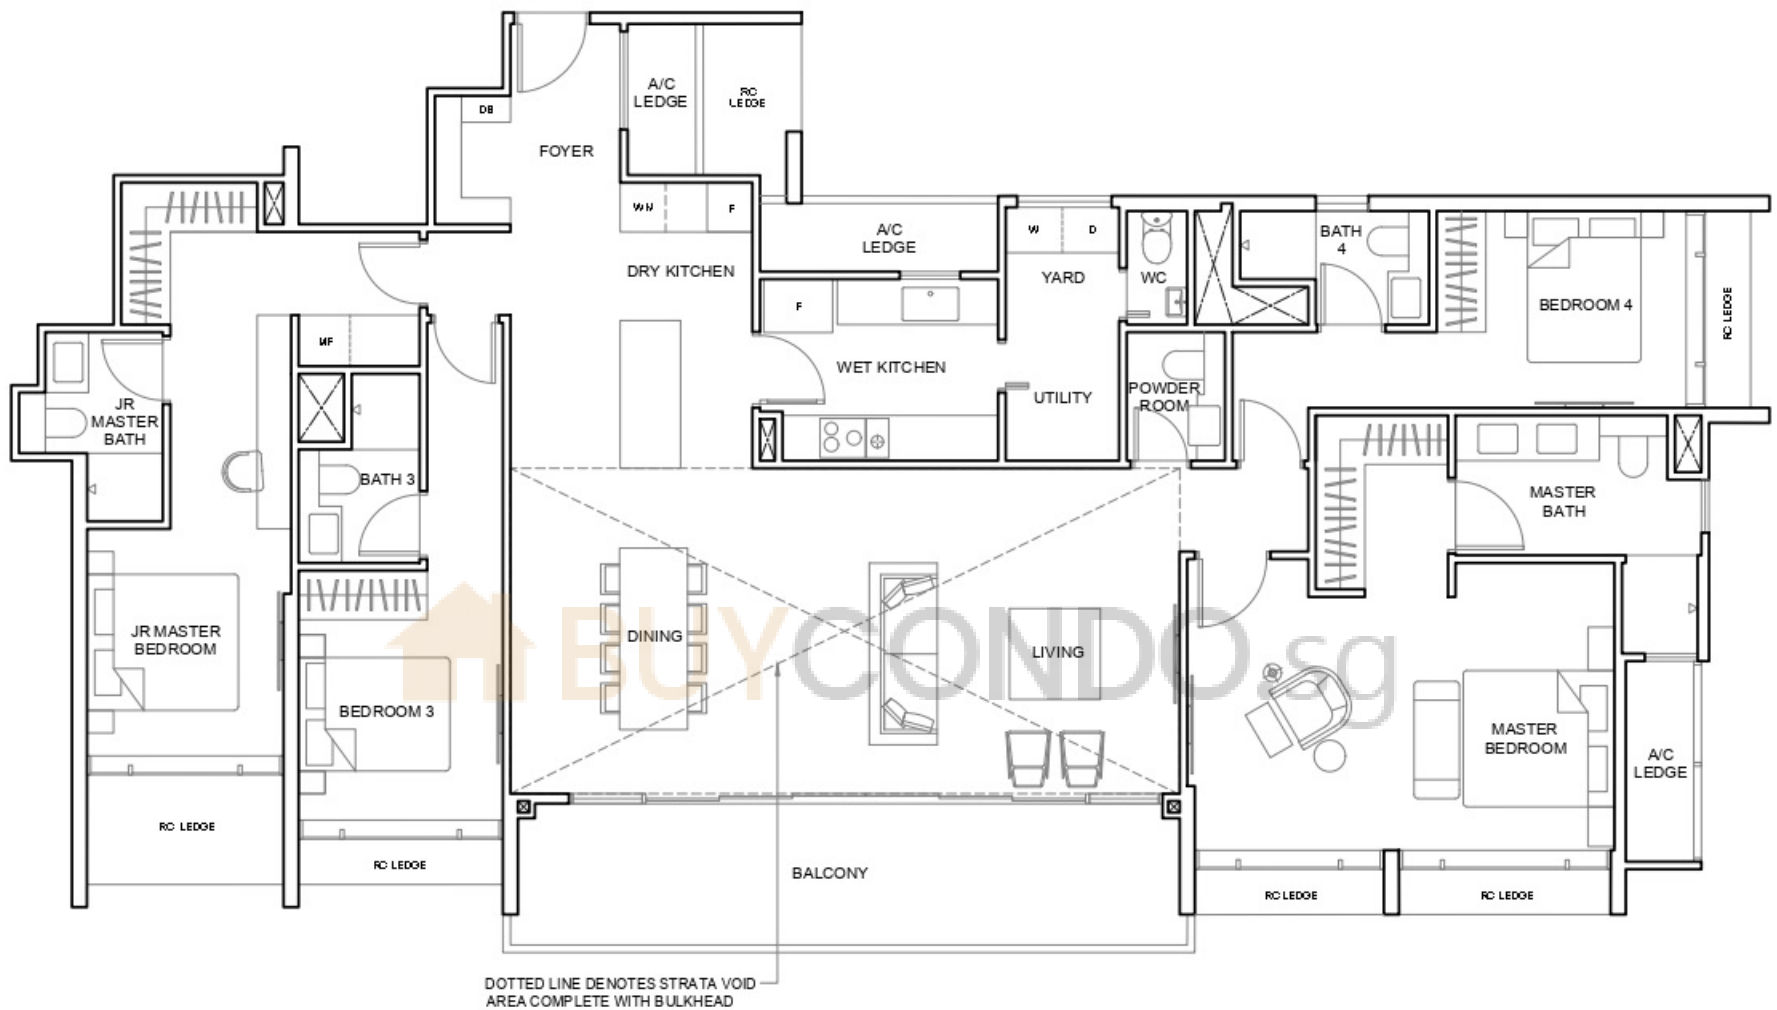 A/C
LEDGE
RC
LEDGE
DB
FOYER
WH
F
A/C
LEDGE
DRY KITCHEN
W
D
YARD
WC
BATH
4
BEDROOM 4
RC LEDGE
F
WET KITCHEN
UTILITY
POWDER
ROOM
JR
MASTER
BATH
BATH 3
MASTER
BATH
JR MASTER
BEDROOM
BEDROOM 3
DINING
LIVING
BUYCONDO.sg
MASTER
BEDROOM
A/C
LEDGE
RC LEDGE
RC LEDGE
BALCONY
RC LEDGE
RC LEDGE
DOTTED LINE DENOTES STRATA VOID
AREA COMPLETE WITH BULKHEAD